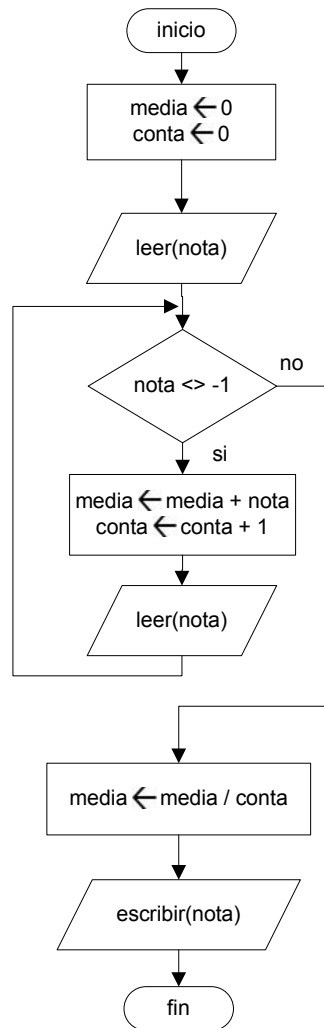 inicio
media ← 0
conta ← 0
leer(nota)
nota <> -1
no
si
media ← media + nota
conta ← conta + 1
leer(nota)
media ← media / conta
escribir(nota)
fin